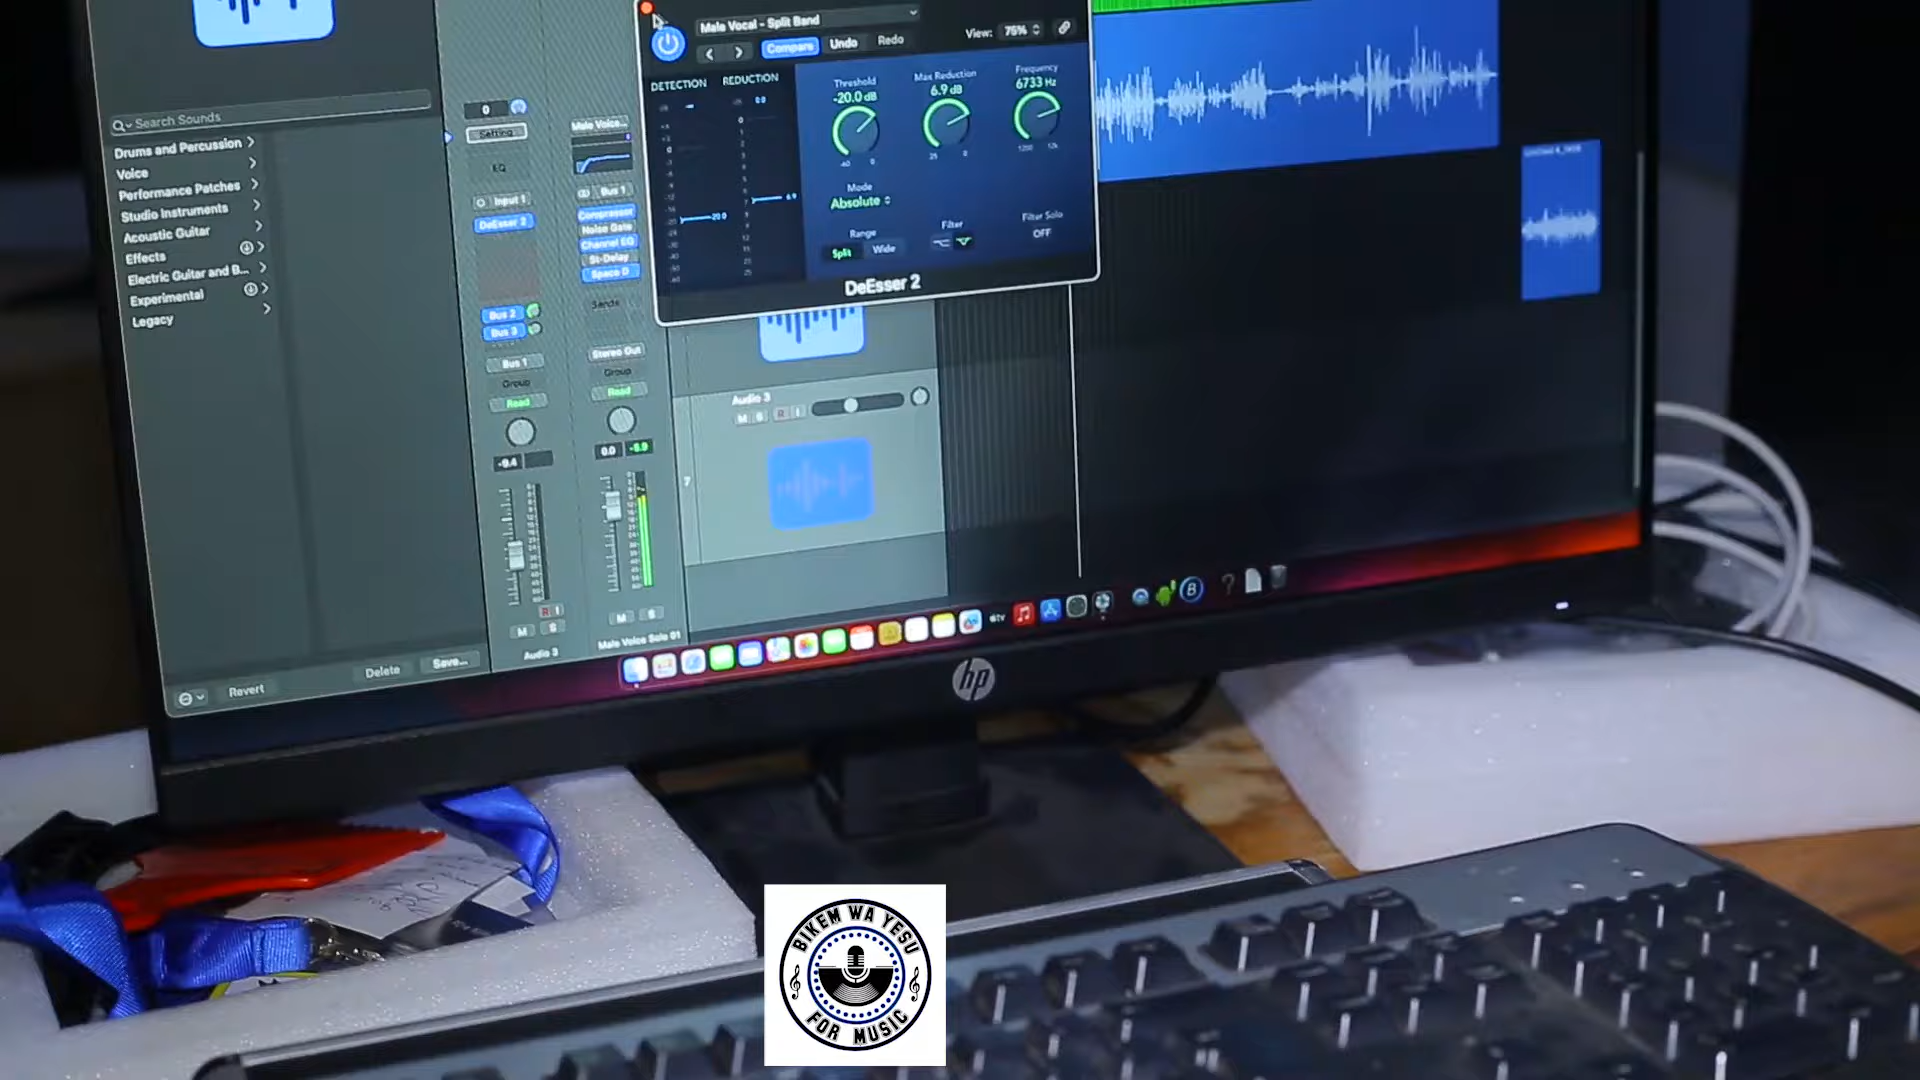 Male Vocal - Split Band
Compare
Undo
Redo
View:
75%
DETECTION
REDUCTION
Threshold
-20.0 dB
Max Reduction
6.9 dB
Frequency
6733 Hz
Mode
Absolute
Range
Split
Wide
Filter
Filter Solo
OFF
DeEsser 2
Search Sounds
Drums and Percussion
Voice
Performance Patches
Studio Instruments
Acoustic Guitar
Effects
Electric Guitar and B...
Experimental
Legacy
Revert
Delete
Save...
0
Setting
EQ
Input 1
DeEsser 2
Bus 2
Bus 3
Bus 1
Group
Read
-9.4
R I
M S
Audio 3
Male Voice...
Bus 1
Compressor
Noise Gate
Channel EQ
St-Delay
Space D
Sends
Stereo Out
Group
Read
0.0
M S
Male Voice Solo 01
Audio 3
M S R I
7
hp
BIKEM WA YESU
FOR MUSIC